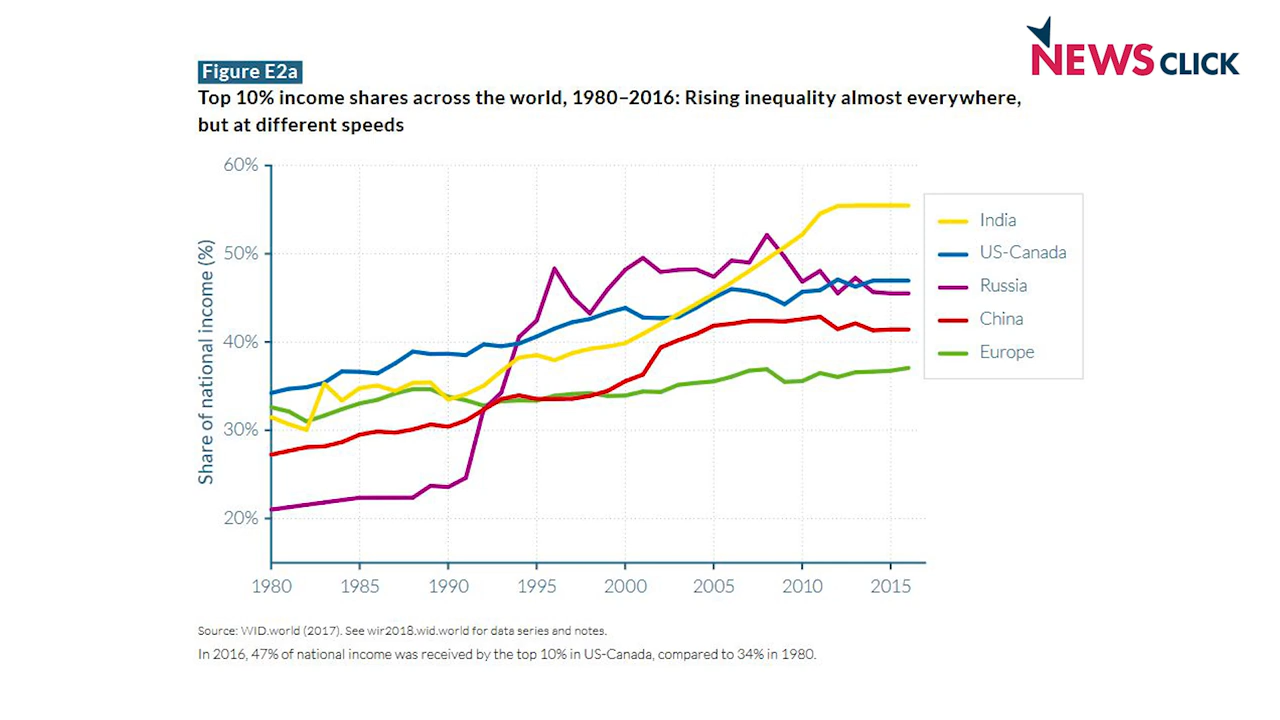 NEWS CLICK
Figure E2a
Top 10% income shares across the world, 1980–2016: Rising inequality almost everywhere,
but at different speeds
Share of national income (%)
60%
50%
40%
30%
20%
1980 1985 1990 1995 2000 2005 2010 2015
India
US-Canada
Russia
China
Europe
Source: WID.world (2017). See wir2018.wid.world for data series and notes.
In 2016, 47% of national income was received by the top 10% in US-Canada, compared to 34% in 1980.